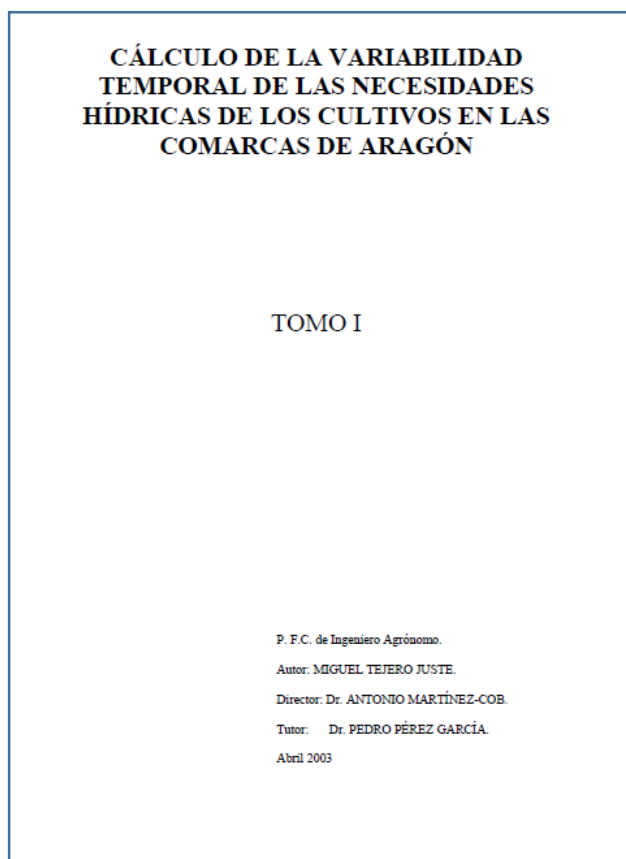 CÁLCULO DE LA VARIABILIDAD
TEMPORAL DE LAS NECESIDADES
HÍDRICAS DE LOS CULTIVOS EN LAS
COMARCAS DE ARAGÓN
TOMO I
P. F.C. de Ingeniero Agrónomo.
Autor: MIGUEL TEJERO JUSTE.
Director: Dr. ANTONIO MARTÍNEZ-COB.
Tutor: Dr. PEDRO PÉREZ GARCÍA.
Abril 2003